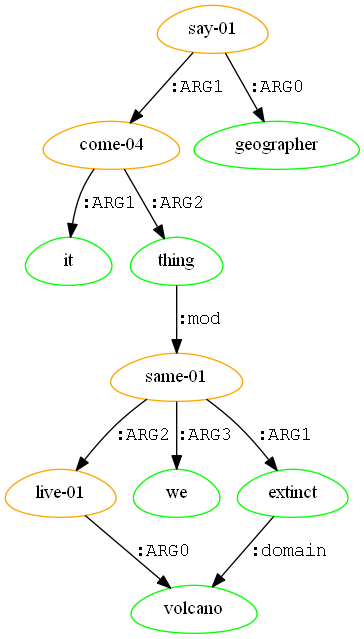 say-01
:ARG1 :ARG0
come-04 geographer
:ARG1 :ARG2
it thing
:mod
same-01
:ARG2 :ARG3 :ARG1
live-01 we extinct
:ARG0 :domain
volcano